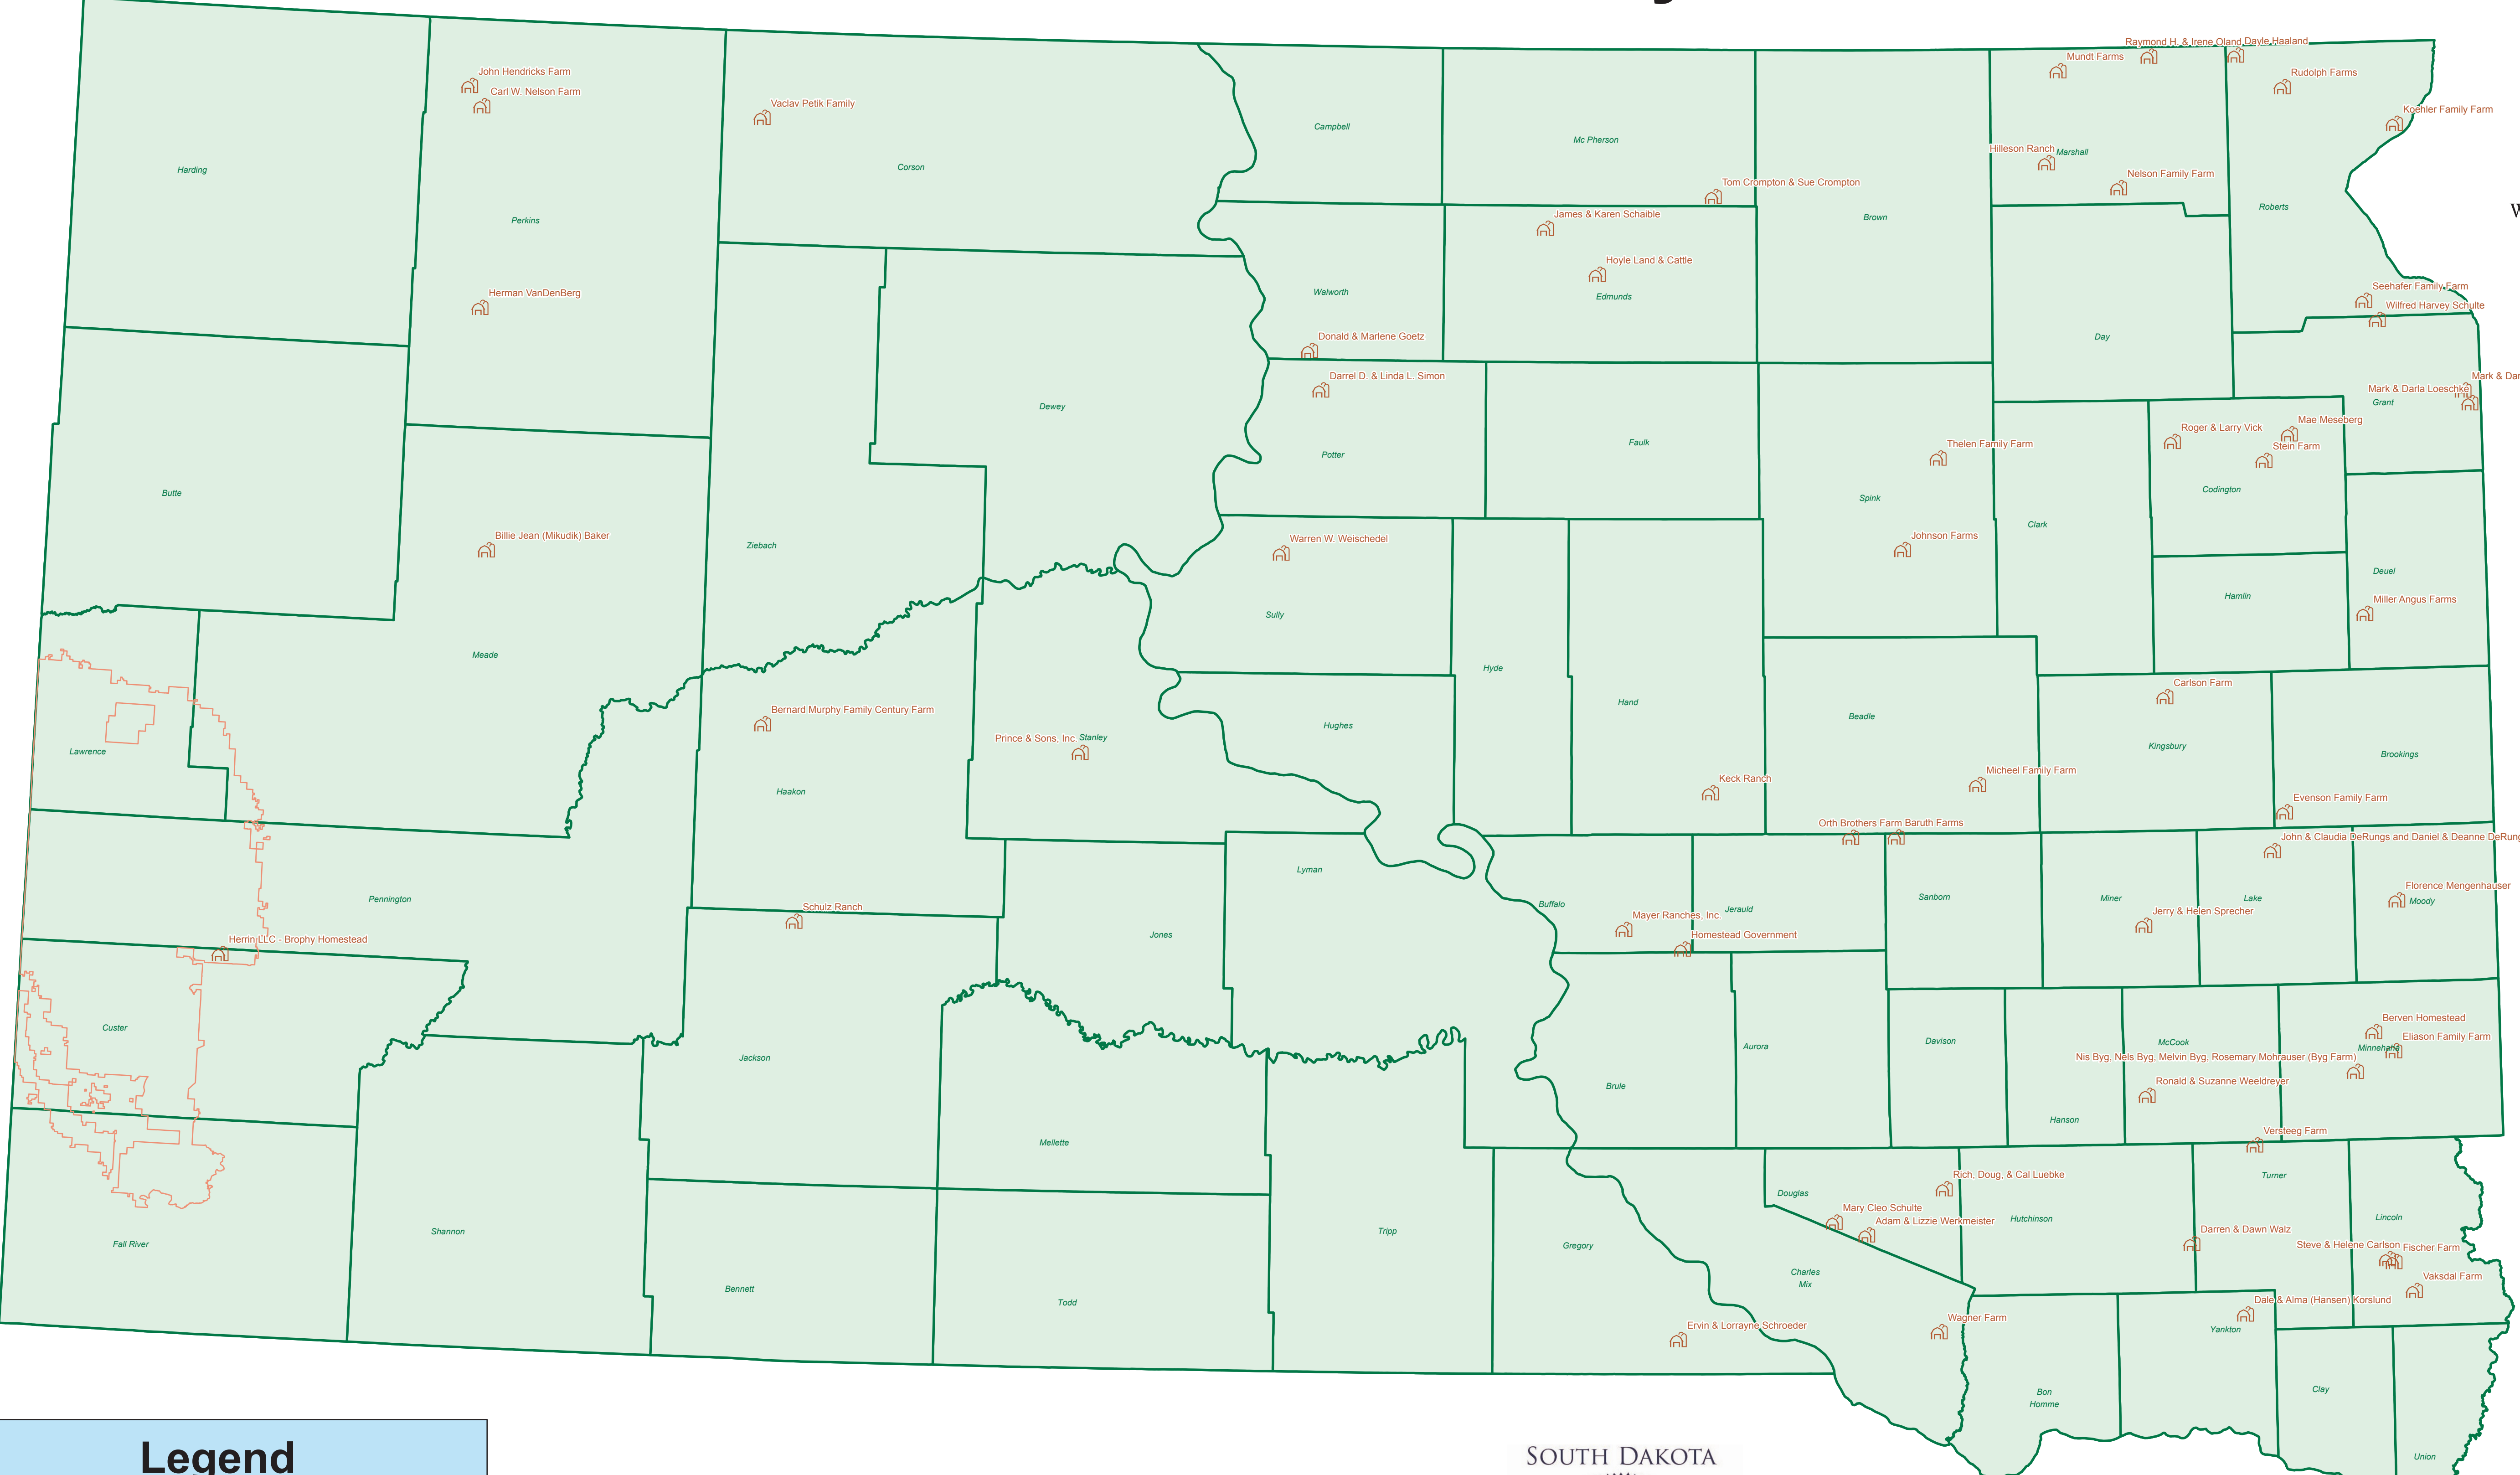 Raymond H. & Irene Oland
Dayle Haaland
Mundt Farms
John Hendricks Farm
Rudolph Farms
Carl W. Nelson Farm
Vaclav Petik Family
Koehler Family Farm
Campbell
Mc Pherson
Hilleson Ranch
Marshall
Harding
Corson
Nelson Family Farm
Tom Crompton & Sue Crompton
Roberts
James & Karen Schaible
Brown
Perkins
Hoyle Land & Cattle
Seehafer Family Farm
Herman VanDenBerg
Walworth
Edmunds
Wilfred Harvey Schulte
Donald & Marlene Goetz
Day
Darrel D. & Linda L. Simon
Mark & Dar
Mark & Darla Loeschke
Grant
Dewey
Mae Meseberg
Roger & Larry Vick
Faulk
Thelen Family Farm
Stein Farm
Potter
Codington
Butte
Spink
Clark
Billie Jean (Mikudik) Baker
Johnson Farms
Warren W. Weischedel
Ziebach
Deuel
Hamlin
Miller Angus Farms
Sully
Meade
Hyde
Carlson Farm
Hand
Bernard Murphy Family Century Farm
Beadle
Hughes
Prince & Sons, Inc.
Stanley
Kingsbury
Lawrence
Brookings
Micheel Family Farm
Keck Ranch
Haakon
Evenson Family Farm
Orth Brothers Farm
Baruth Farms
John & Claudia DeRungs and Daniel & Deanne DeRung
Lyman
Florence Mengenhauser
Pennington
Sanborn
Miner
Lake
Moody
Buffalo
Schulz Ranch
Jerauld
Jerry & Helen Sprecher
Mayer Ranches, Inc.
Jones
Homestead Government
Herrin LLC - Brophy Homestead
Berven Homestead
Custer
Eliason Family Farm
Davison
McCook
Aurora
Minnehaha
Jackson
Nis Byg, Nels Byg, Melvin Byg, Rosemary Mohrauser (Byg Farm)
Ronald & Suzanne Weeldreyer
Brule
Hanson
Versteeg Farm
Mellette
Rich, Doug, & Cal Luebke
Turner
Douglas
Mary Cleo Schulte
Lincoln
Hutchinson
Adam & Lizzie Werkmeister
Shannon
Tripp
Darren & Dawn Walz
Fall River
Gregory
Steve & Helene Carlson
Fischer Farm
Charles
Mix
Vaksdal Farm
Bennett
Todd
Dale & Alma (Hansen) Korslund
Wagner Farm
Ervin & Lorrayne Schroeder
Yankton
Clay
Bon
Homme
Legend
SOUTH DAKOTA
Union